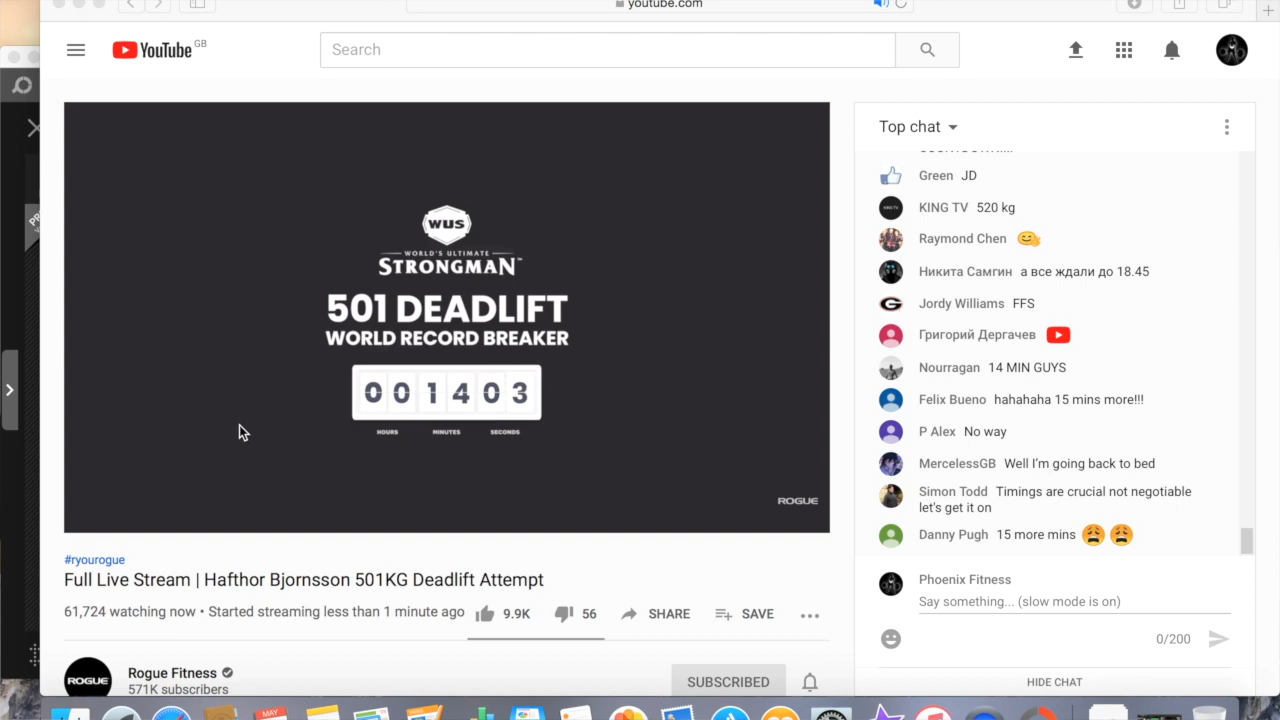 youtube.com
YouTube GB
Search
WUS
WORLD'S ULTIMATE
STRONGMAN™
501 DEADLIFT
WORLD RECORD BREAKER
0 0 1 4 0 3
HOURS MINUTES SECONDS
ROGUE
#ryourogue
Full Live Stream | Hafthor Bjornsson 501KG Deadlift Attempt
61,724 watching now • Started streaming less than 1 minute ago
9.9K 56 SHARE SAVE
ROGUE
Rogue Fitness
571K subscribers
SUBSCRIBED
Top chat
Green JD
KING TV 520 kg
Raymond Chen 
Никита Самгин а все ждали до 18.45
Jordy Williams FFS
Григорий Дергачев
Nourragan 14 MIN GUYS
Felix Bueno hahahaha 15 mins more!!!
P Alex No way
MercelessGB Well I'm going back to bed
Simon Todd Timings are crucial not negotiable
let's get it on
Danny Pugh 15 more mins 😩 😩
Phoenix Fitness
Say something... (slow mode is on)
0/200
HIDE CHAT
MAY